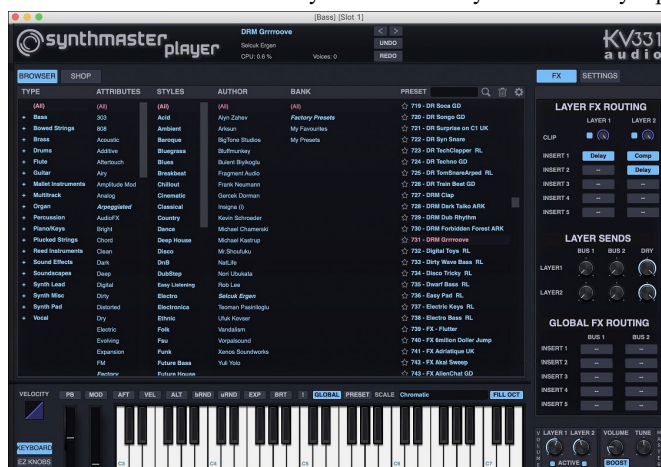 [Bass] [Slot 1]
synthmaster player
DRM Grrrroove
Selcuk Ergen
CPU: 0.6 %
Voices: 0
< >
UNDO
REDO
KV331 audio
BROWSER SHOP
FX SETTINGS
TYPE ATTRIBUTES STYLES AUTHOR BANK PRESET
(All) (All) (All) (All) (All) 719 - DR Soca GD
+ Bass 303 Acid Aiyn Zahev Factory Presets 720 - DR Songo GD
+ Bowed Strings 808 Ambient Arksun My Favourites 721 - DR Surprise on C1 UK
+ Brass Acoustic Baroque BigTone Studios My Presets 722 - DR Syn Snare
+ Drums Additive Blues Bluffmunkey 723 - DR TechClapper RL
+ Flute Aftertouch Blues Bulent Biyikoglu 724 - DR Techno GD
+ Guitar Airy Breakbeat Fragment Audio 725 - DR TomSnareArped RL
+ Mallet Instruments Amplitude Mod Chillout Frank Neumann 726 - DR Train Beat GD
+ Multitrack Analog Cinematic Gercek Dorman 727 - DRM Clap
+ Organ Arpeggiated Classical Insigna (i) 728 - DRM Dark Talko ARK
+ Percussion AudioFX Country Kevin Schroeder 729 - DRM Dub Rhythm
+ Piano/Keys Bright Dance Michael Chamerski 730 - DRM Forbidden Forest ARK
+ Plucked Strings Chord Deep House Michael Kastrup 731 - DRM Grrrroove
+ Reed Instruments Clean Disco Mr.Shoufuku 732 - Digital Toys RL
+ Sound Effects Dark DnB NatLife 733 - Dirty Wave Bass RL
+ Soundscapes Deep DubStep Nori Ubukata 734 - Disco Tricky RL
+ Synth Lead Digital Easy Listening Rob Lee 735 - Dwarf Bass RL
+ Synth Misc Dirty Electro Selcuk Ergen 736 - Easy Pad RL
+ Synth Pad Distorted Electronica Teoman Pasinlioglu 737 - Electric Keys RL
+ Vocal Dry Ethnic Ufuk Kevser 738 - Electro Bass RL
Electric Folk Vandalism 739 - FX - Flutter
Evolving Fsu Vorpalsound 740 - FX 6milion Doller Jump
Expansion Funk Xenos Soundworks 741 - FX Adriatique UK
FM Future Bass Yuli Yolo 742 - FX Akal Sweep
Factory Future House 743 - FX AlienChat GD
LAYER FX ROUTING
LAYER 1 LAYER 2
CLIP
INSERT 1 Delay Comp
INSERT 2 -- Delay
INSERT 3 -- --
INSERT 4 -- --
INSERT 5 -- --
LAYER SENDS
BUS 1 BUS 2 DRY
LAYER1
LAYER2
GLOBAL FX ROUTING
BUS 1 BUS 2
INSERT 1 -- --
INSERT 2 -- --
INSERT 3 -- --
INSERT 4 -- --
INSERT 5 -- --
VELOCITY PB MOD AFT VEL ALT bRND uRND EXP BRT ! GLOBAL PRESET SCALE Chromatic FILL OCT
KEYBOARD
EZ KNOBS
C3 C4 C5 C6 C7
LAYER 1 LAYER 2 VOLUME TUNE
ACTIVE BOOST